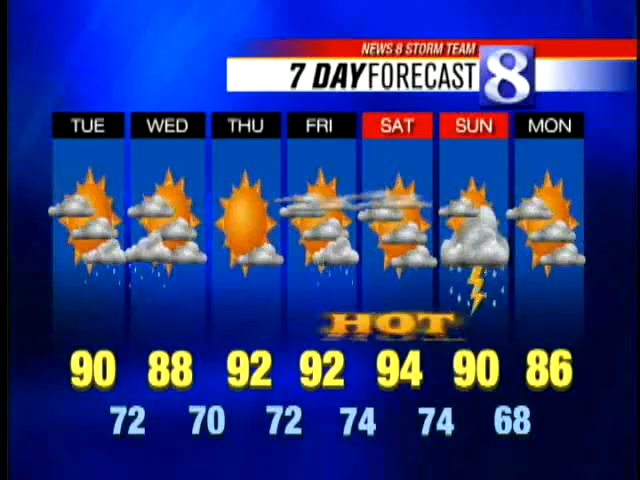 NEWS 8 STORM TEAM
7 DAY FORECAST 8
TUE WED THU FRI SAT SUN MON
HOT
90 88 92 92 94 90 86
72 70 72 74 74 68